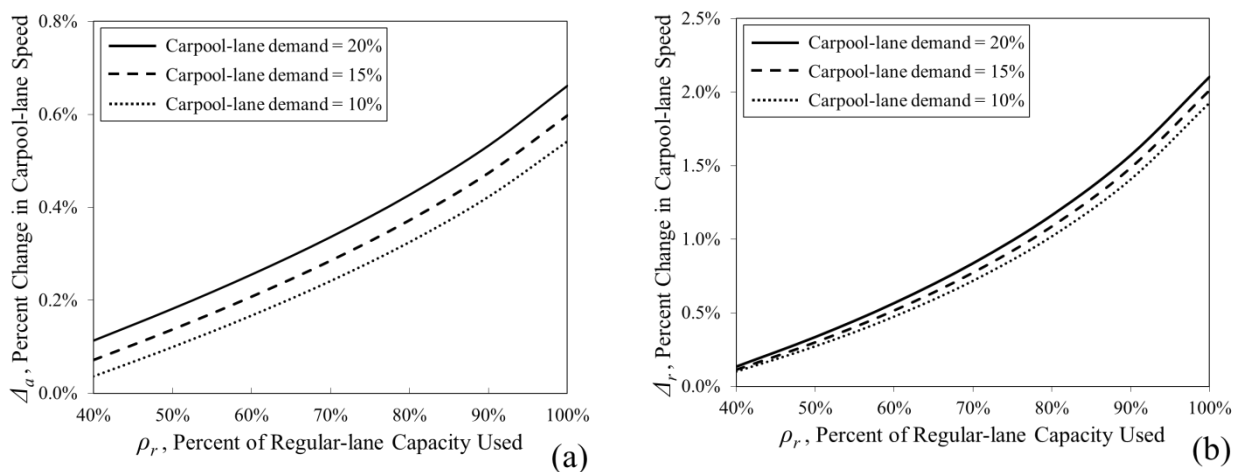 0.8%
0.6%
0.4%
0.2%
0.0%
Δa , Percent Change in Carpool-lane Speed
Carpool-lane demand = 20%
Carpool-lane demand = 15%
Carpool-lane demand = 10%
40% 50% 60% 70% 80% 90% 100%
ρr , Percent of Regular-lane Capacity Used
(a)
2.5%
2.0%
1.5%
1.0%
0.5%
0.0%
Δr , Percent Change in Carpool-lane Speed
Carpool-lane demand = 20%
Carpool-lane demand = 15%
Carpool-lane demand = 10%
40% 50% 60% 70% 80% 90% 100%
ρr , Percent of Regular-lane Capacity Used
(b)